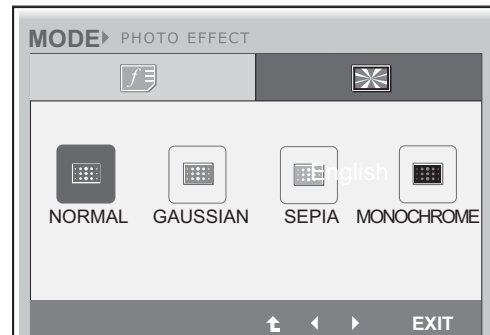 MODE PHOTO EFFECT
English
NORMAL GAUSSIAN SEPIA MONOCHROME
EXIT